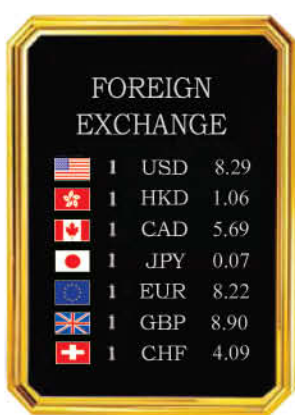 FOREIGN
EXCHANGE
1 USD 8.29
1 HKD 1.06
1 CAD 5.69
1 JPY 0.07
1 EUR 8.22
1 GBP 8.90
1 CHF 4.09